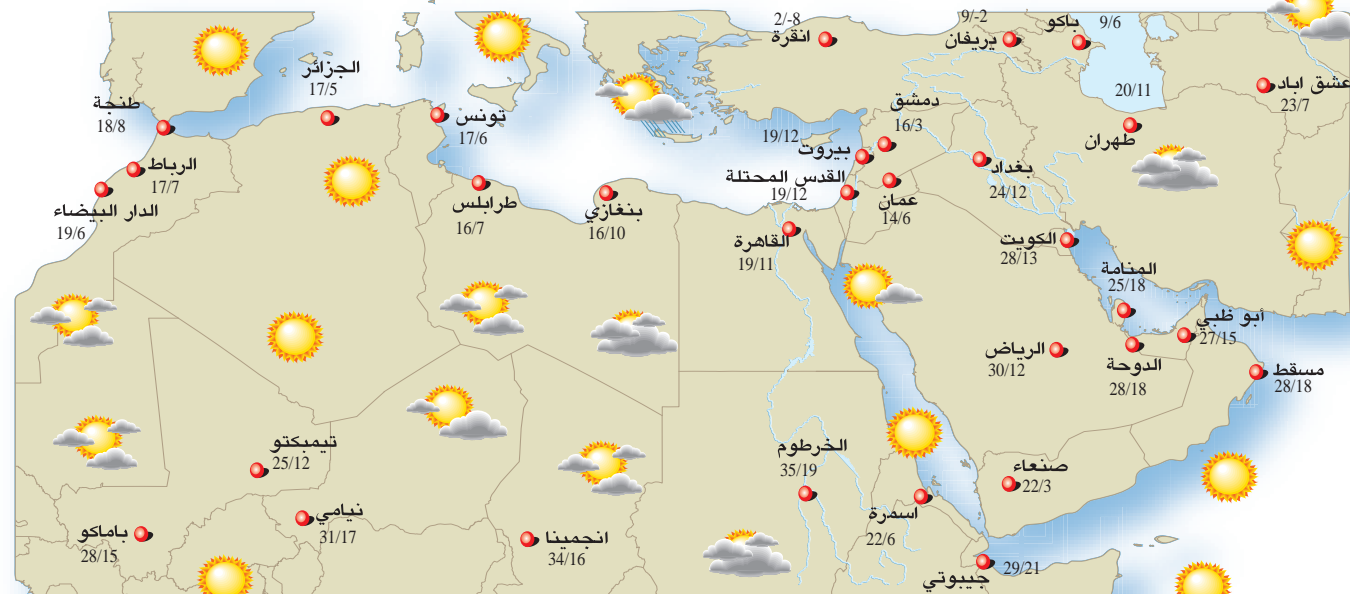 2/-8
انقرة
9/-2
يريفان
باكو
9/6
20/11
عشق اباد
23/7
الجزائر
17/5
طنجة
18/8
تونس
17/6
دمشق
16/3
19/12
بيروت
طهران
بغداد
24/12
الرباط
17/7
القدس المحتلة
19/12
عمان
14/6
الدار البيضاء
19/6
طرابلس
16/7
بنغازي
16/10
القاهرة
19/11
الكويت
28/13
المنامة
25/18
أبو ظبي
27/15
الرياض
30/12
الدوحة
28/18
مسقط
28/18
تيمبكتو
25/12
الخرطوم
35/19
صنعاء
22/3
نيامي
31/17
اسمرة
22/6
باماكو
28/15
انجمينا
34/16
29/21
جيبوتي